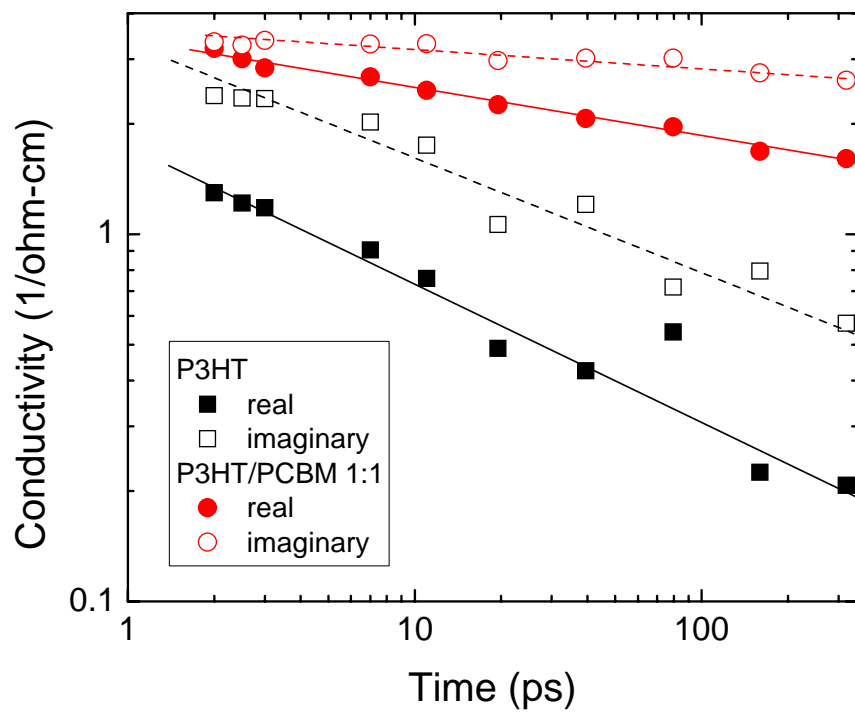 Conductivity (1/ohm-cm)
1
0.1
P3HT
real
imaginary
P3HT/PCBM 1:1
real
imaginary
1
10
100
Time (ps)